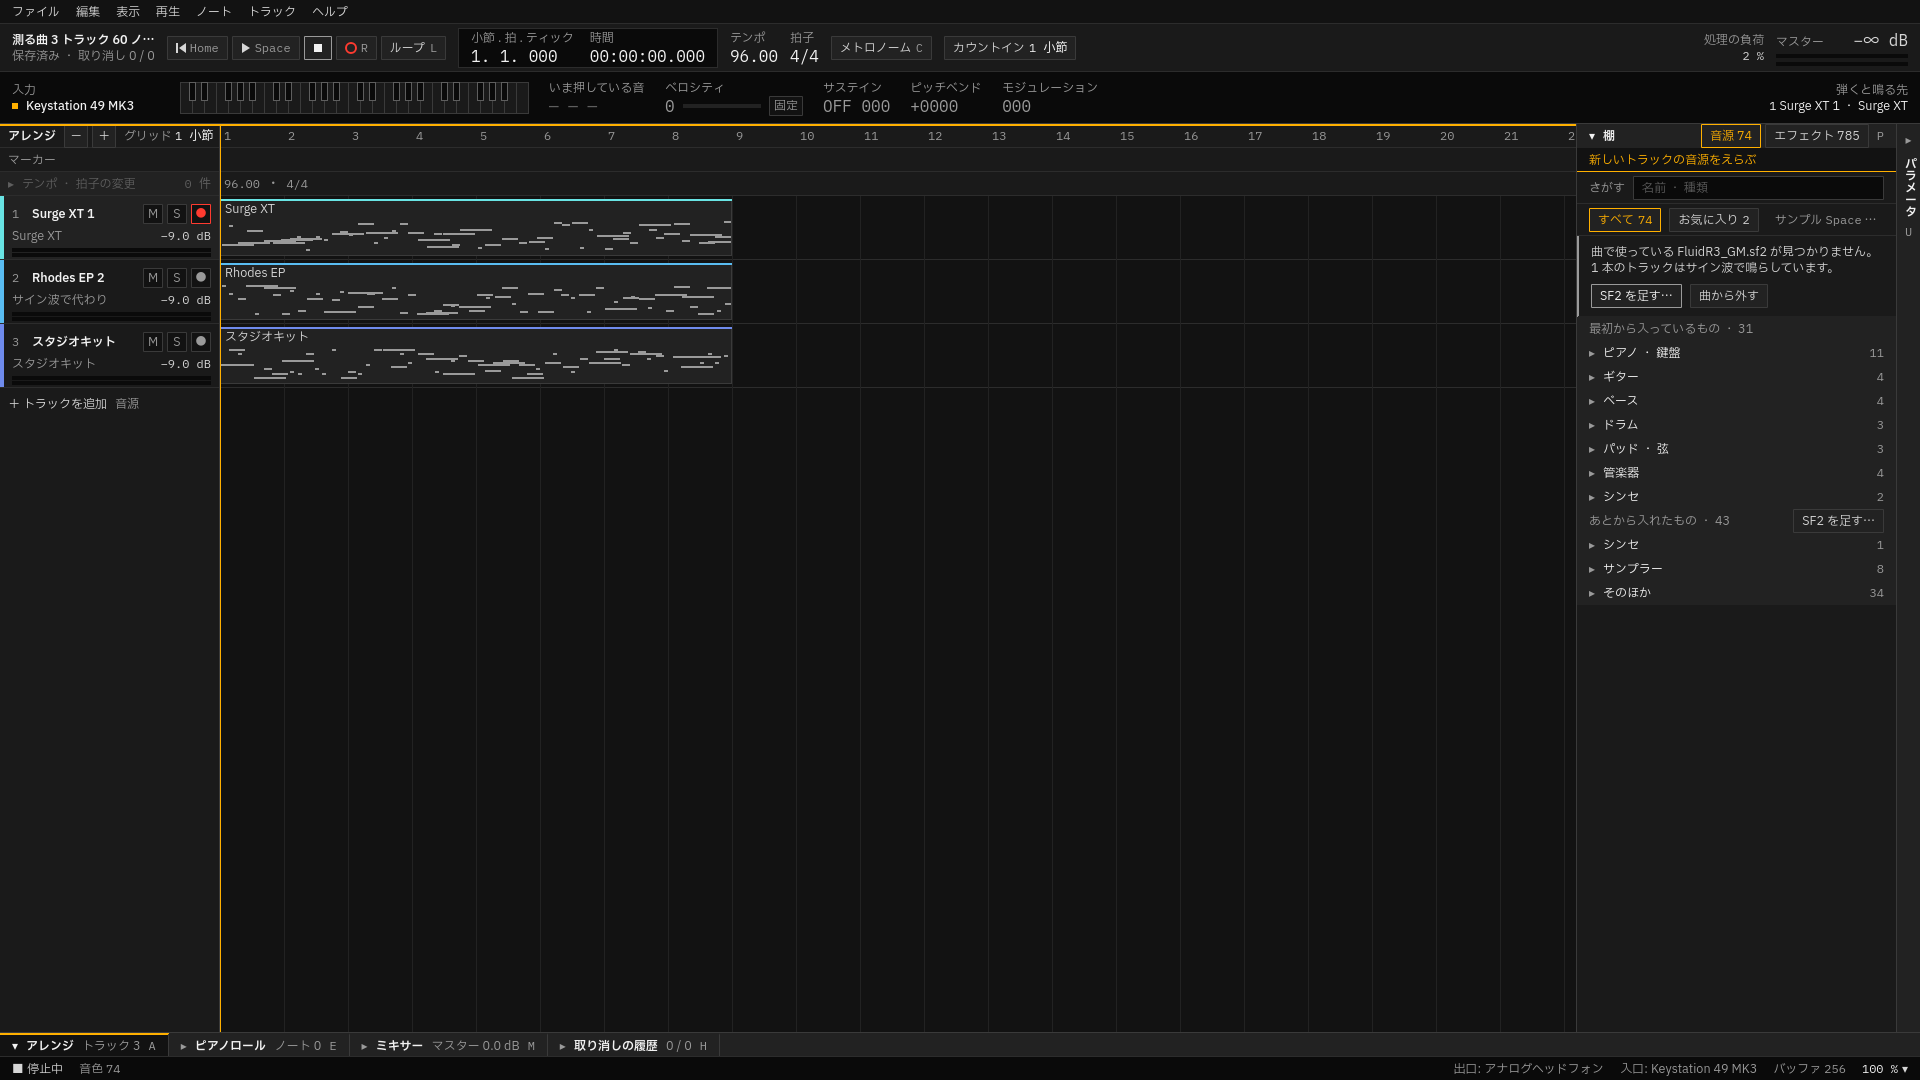 ファイル 編集 表示 再生 ノート トラック ヘルプ
測る曲 3 トラック 60 ノ…
保存済み ・ 取り消し 0 / 0
Home Space R ループ L
小節 . 拍 . ティック 時間
1. 1. 000 00:00:00.000
テンポ 拍子
96.00 4/4
メトロノーム C カウントイン 1 小節
処理の負荷 マスター −∞ dB
2 %
入力
Keystation 49 MK3
いま押している音 ベロシティ サステイン ピッチベンド モジュレーション
— — — 0 固定 OFF 000 +0000 000
弾くと鳴る先
1 Surge XT 1 ・ Surge XT
アレンジ − + グリッド 1 小節
1 2 3 4 5 6 7 8 9 10 11 12 13 14 15 16 17 18 19 20 21 2
マーカー
▸ テンポ ・ 拍子の変更 0 件
96.00 ・ 4/4
1 Surge XT 1 M S
Surge XT −9.0 dB
Surge XT
2 Rhodes EP 2 M S
サイン波で代わり −9.0 dB
Rhodes EP
3 スタジオキット M S
スタジオキット −9.0 dB
スタジオキット
+ トラックを追加 音源
▾ 棚 音源 74 エフェクト 785 P
新しいトラックの音源をえらぶ
さがす 名前 ・ 種類
すべて 74 お気に入り 2 サンプル Space …
曲で使っている FluidR3_GM.sf2 が見つかりません。
1 本のトラックはサイン波で鳴らしています。
SF2 を足す… 曲から外す
最初から入っているもの ・ 31
▸ ピアノ ・ 鍵盤 11
▸ ギター 4
▸ ベース 4
▸ ドラム 3
▸ パッド ・ 弦 3
▸ 管楽器 4
▸ シンセ 2
あとから入れたもの ・ 43 SF2 を足す…
▸ シンセ 1
▸ サンプラー 8
▸ そのほか 34
▸ パラメータ U
▾ アレンジ トラック 3 A ▸ ピアノロール ノート 0 E ▸ ミキサー マスター 0.0 dB M ▸ 取り消しの履歴 0 / 0 H
■ 停止中 音色 74
出口: アナログヘッドフォン 入口: Keystation 49 MK3 バッファ 256 100 % ▾